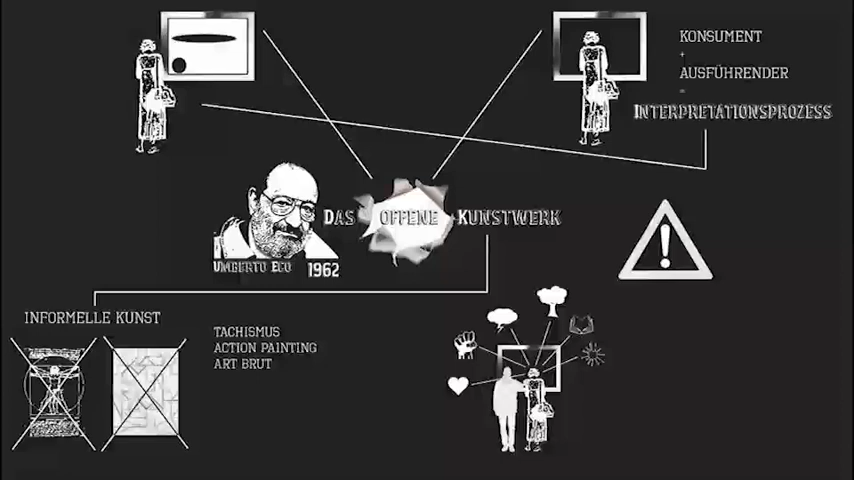 KONSUMENT
+
AUSFÜHRENDER
=
INTERPRETATIONSPROZESS
DAS OFFENE KUNSTWERK
UMBERTO ECO 1962
INFORMELLE KUNST
TACHISMUS
ACTION PAINTING
ART BRUT